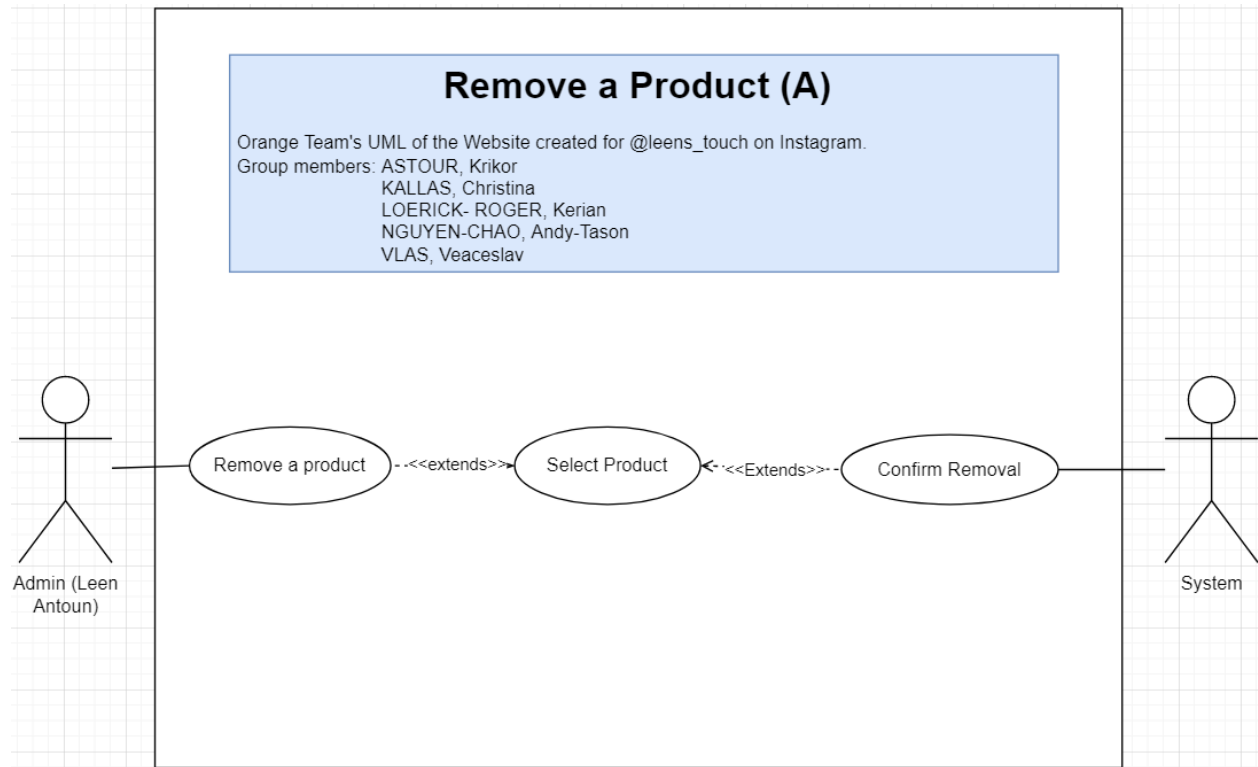 Remove a Product (A)
Orange Team's UML of the Website created for @leens_touch on Instagram.
Group members: ASTOUR, Krikor
KALLAS, Christina
LOERICK- ROGER, Kerian
NGUYEN-CHAO, Andy-Tason
VLAS, Veaceslav
Remove a product
<<extends>>
Select Product
<<Extends>>
Confirm Removal
Admin (Leen
Antoun)
System